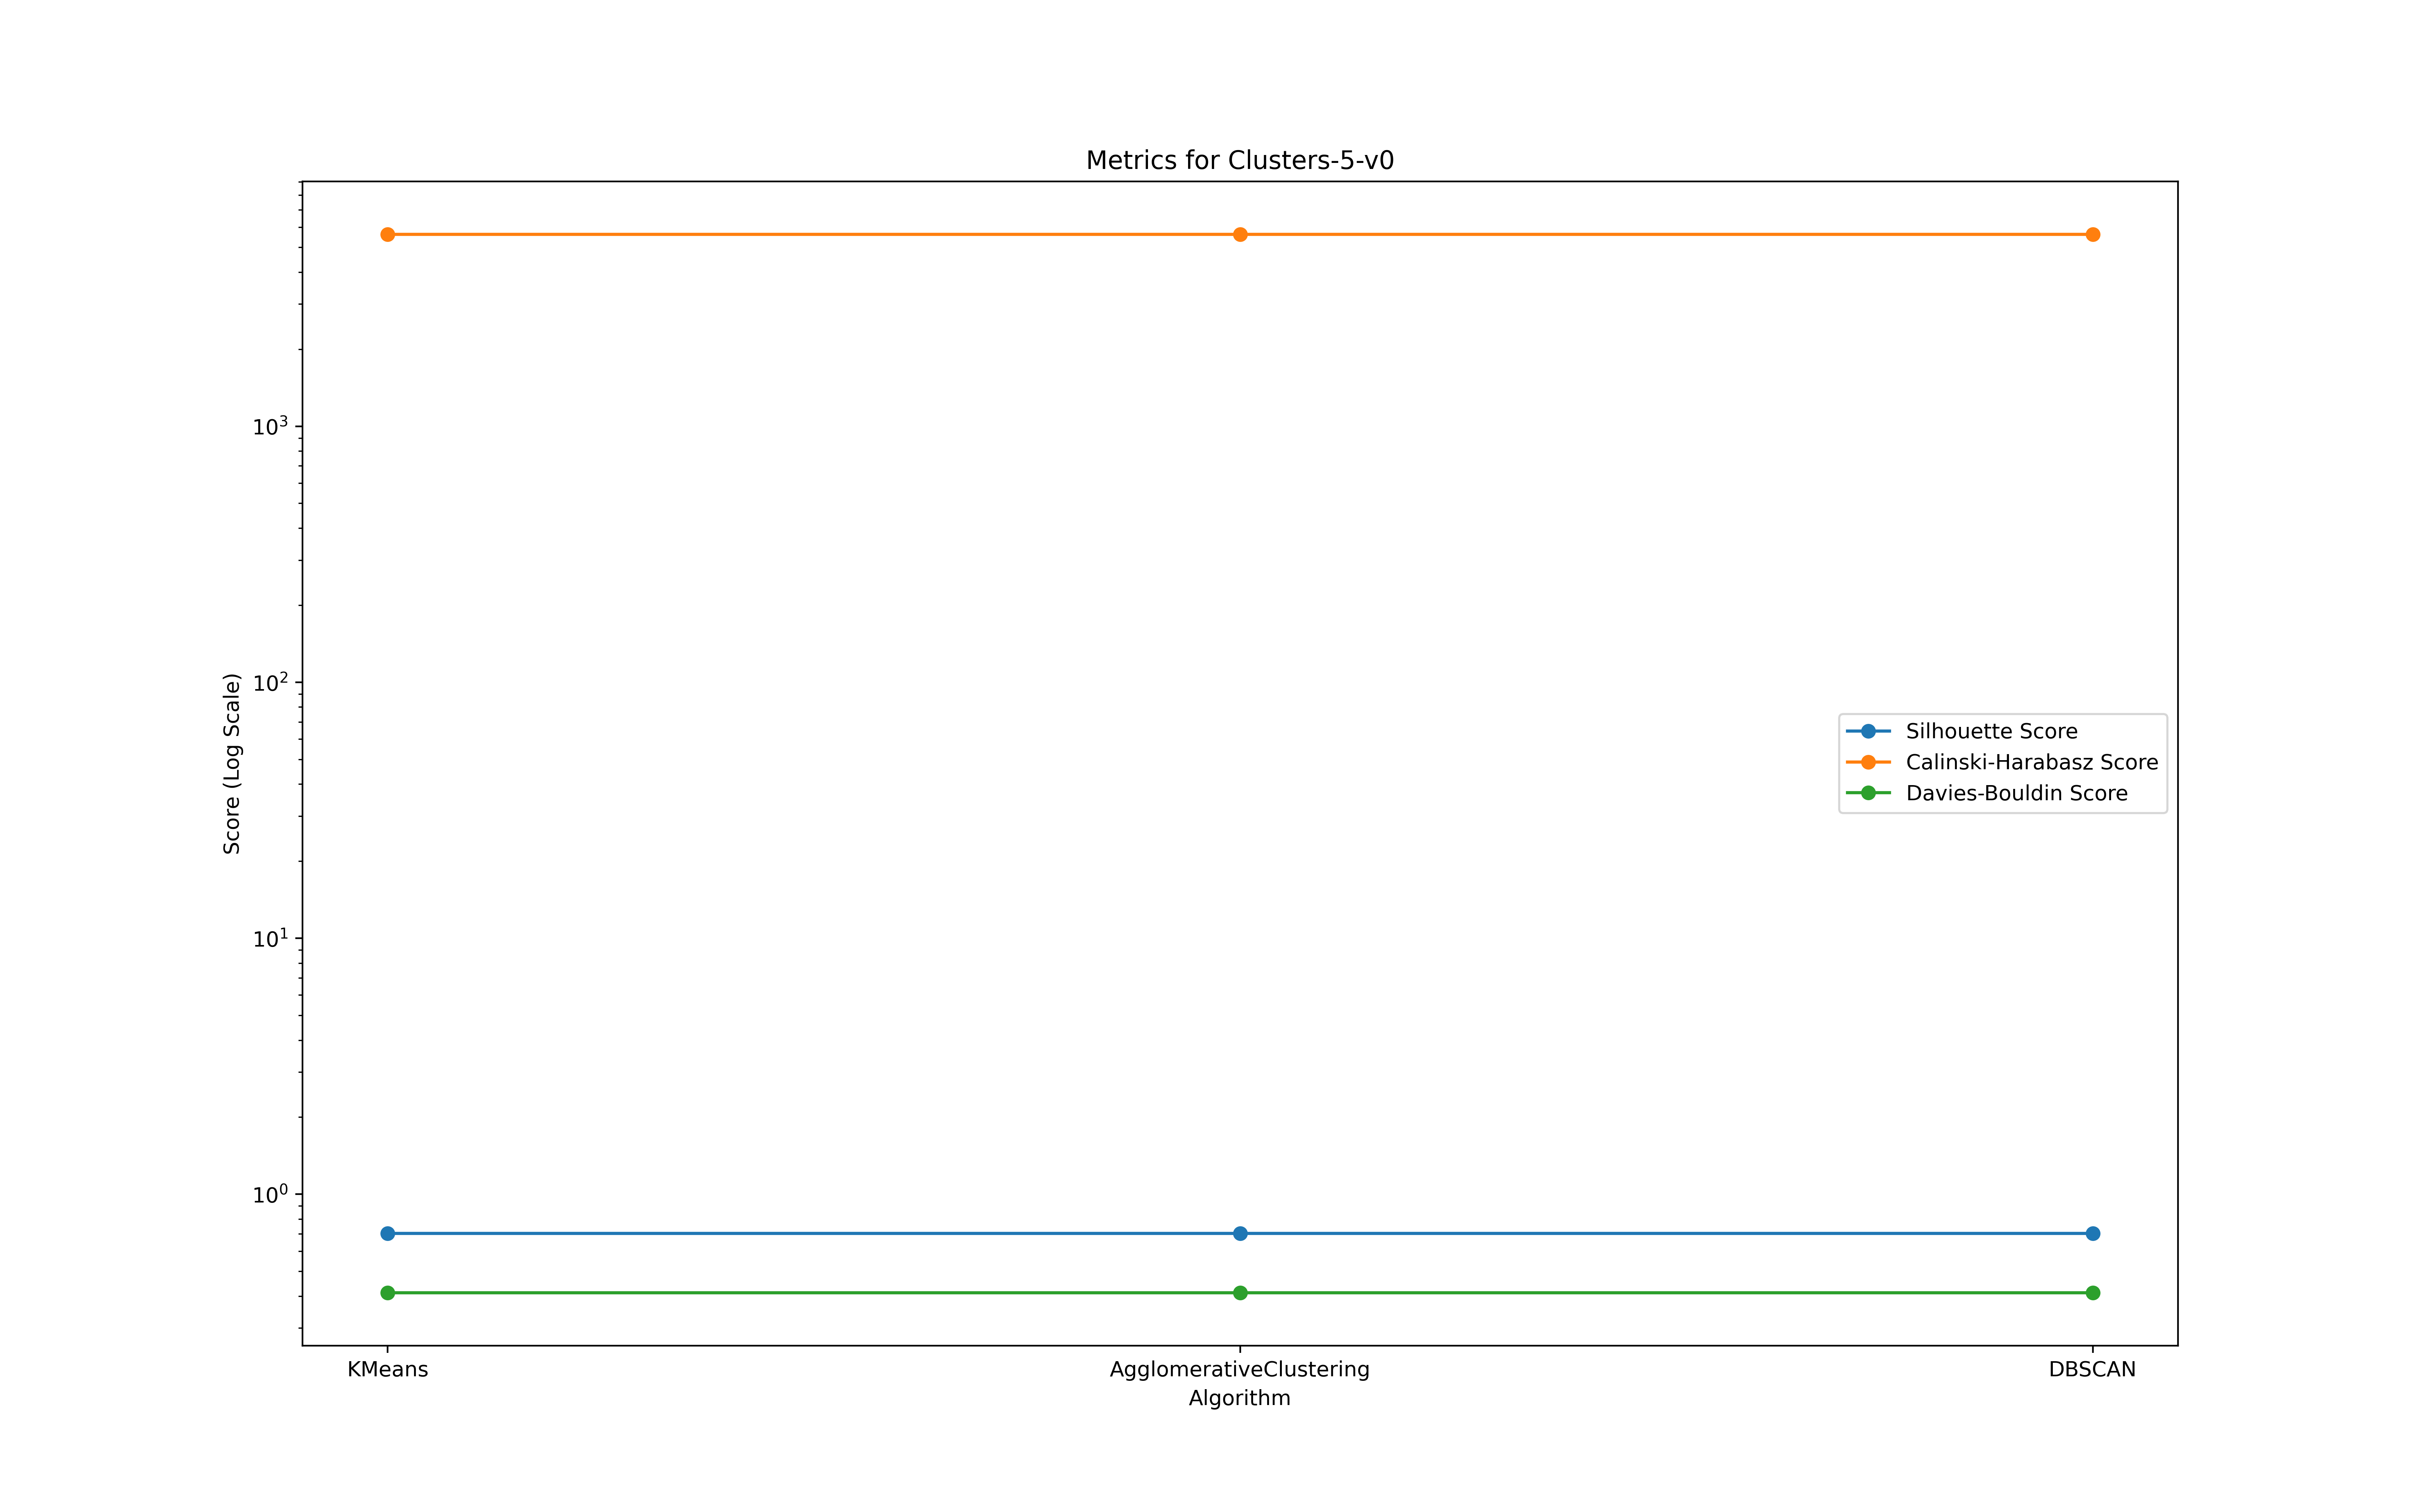 Metrics for Clusters-5-v0
Score (Log Scale)
10³
10²
10¹
10⁰
Silhouette Score
Calinski-Harabasz Score
Davies-Bouldin Score
KMeans
AgglomerativeClustering
DBSCAN
Algorithm